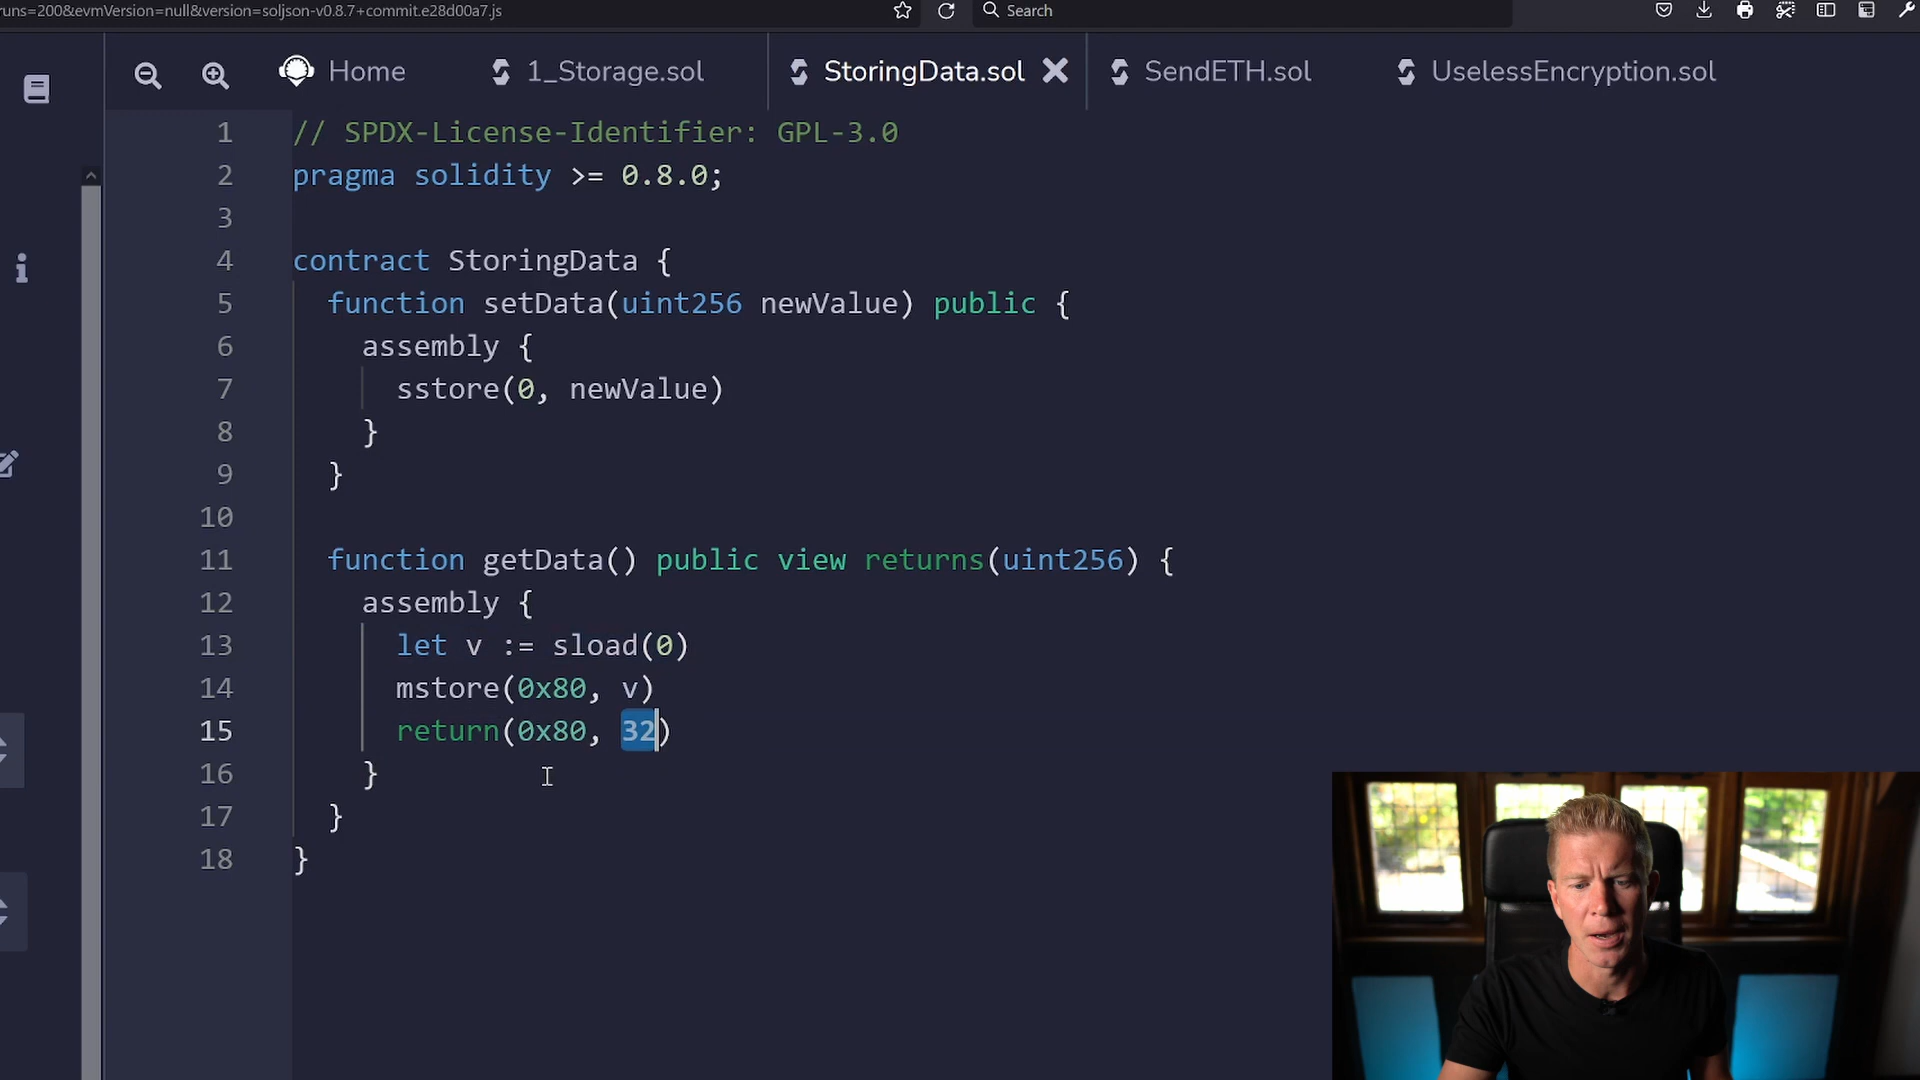 runs=200&evmVersion=null&version=soljson-v0.8.7+commit.e28d00a7.js
Search
Home
1_Storage.sol
StoringData.sol
SendETH.sol
UselessEncryption.sol
1 // SPDX-License-Identifier: GPL-3.0
2 pragma solidity >= 0.8.0;
3
4 contract StoringData {
5 function setData(uint256 newValue) public {
6 assembly {
7 sstore(0, newValue)
8 }
9 }
10
11 function getData() public view returns(uint256) {
12 assembly {
13 let v := sload(0)
14 mstore(0x80, v)
15 return(0x80, 32)
16 }
17 }
18 }